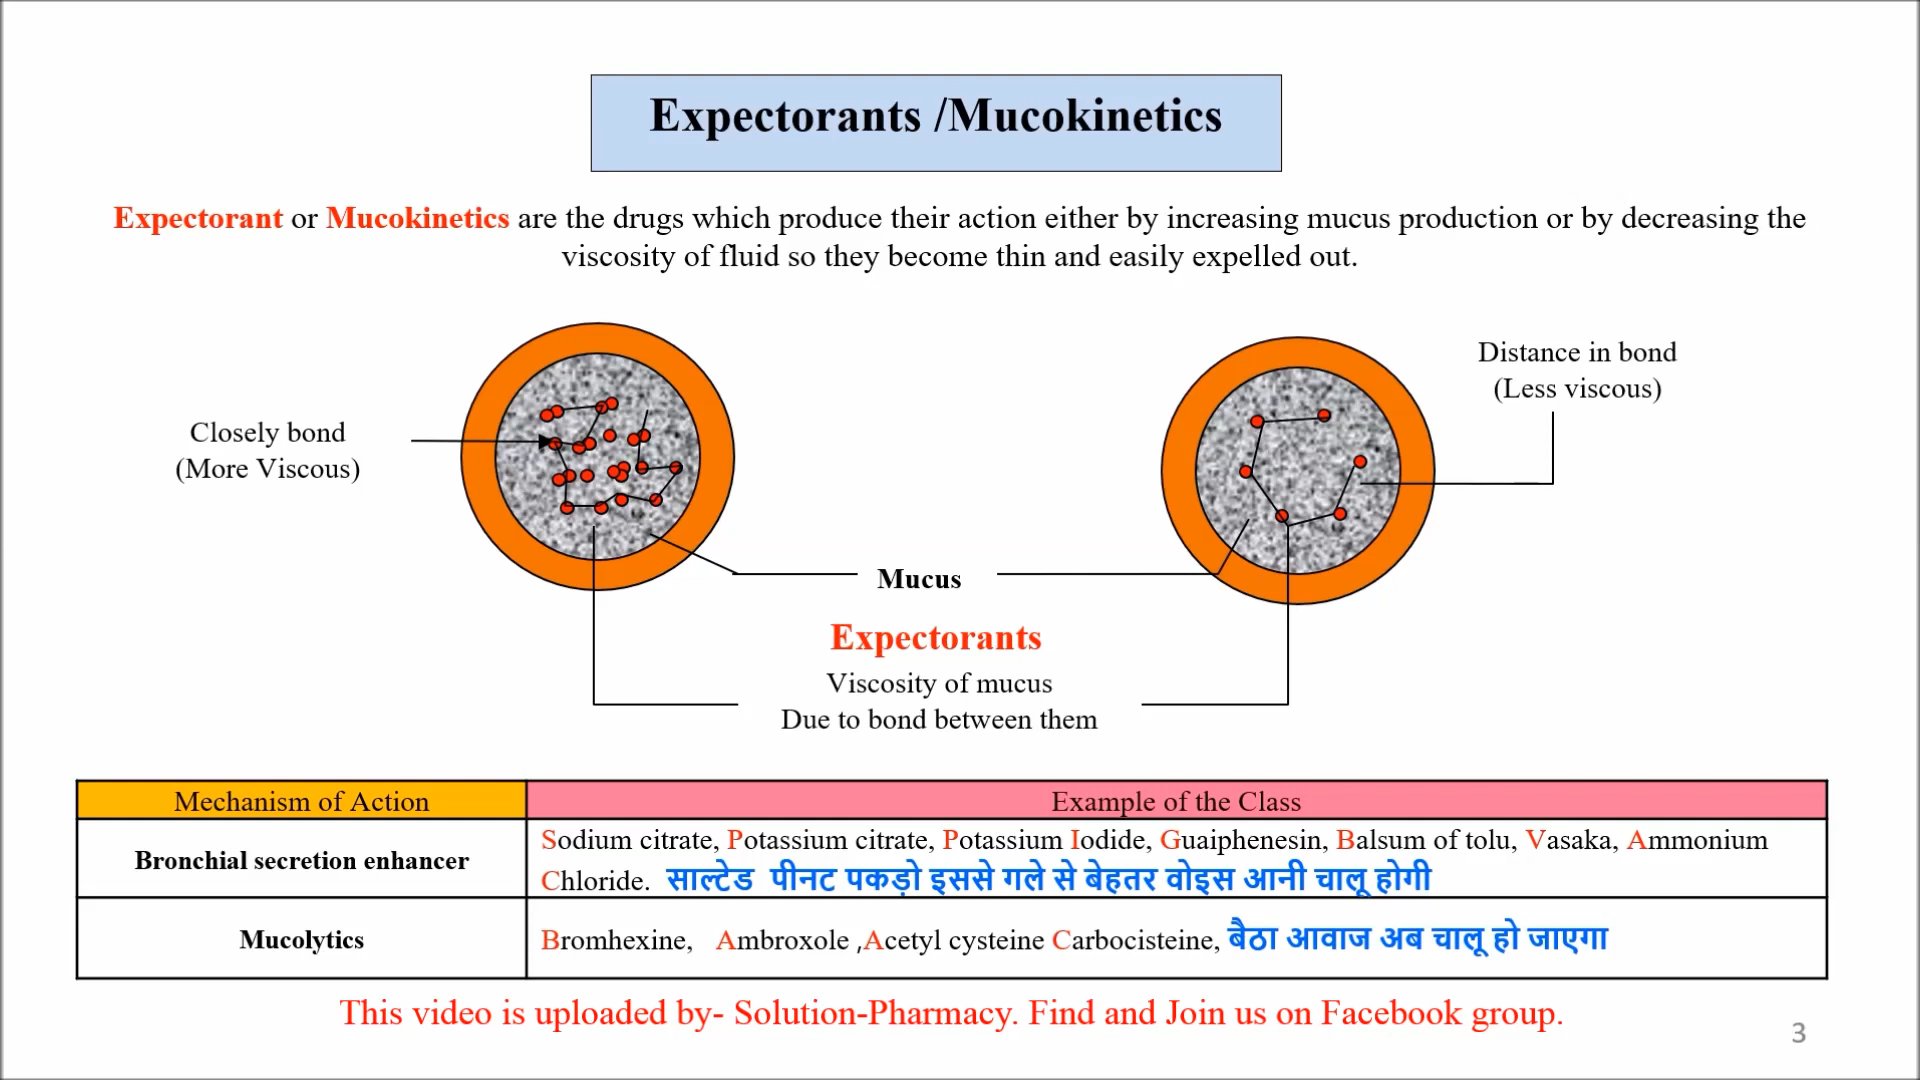 Expectorants /Mucokinetics
Expectorant or Mucokinetics are the drugs which produce their action either by increasing mucus production or by decreasing the
viscosity of fluid so they become thin and easily expelled out.
Distance in bond
(Less viscous)
Closely bond
(More Viscous)
Mucus
Expectorants
Viscosity of mucus
Due to bond between them
Mechanism of Action
Example of the Class
Bronchial secretion enhancer
Sodium citrate, Potassium citrate, Potassium Iodide, Guaiphenesin, Balsum of tolu, Vasaka, Ammonium
Chloride. साल्टेड पीनट पकड़ो इससे गले से बेहतर वोइस आनी चालू होगी
Mucolytics
Bromhexine, Ambroxole ,Acetyl cysteine Carbocisteine, बैठा आवाज अब चालू हो जाएगा
This video is uploaded by- Solution-Pharmacy. Find and Join us on Facebook group.
3